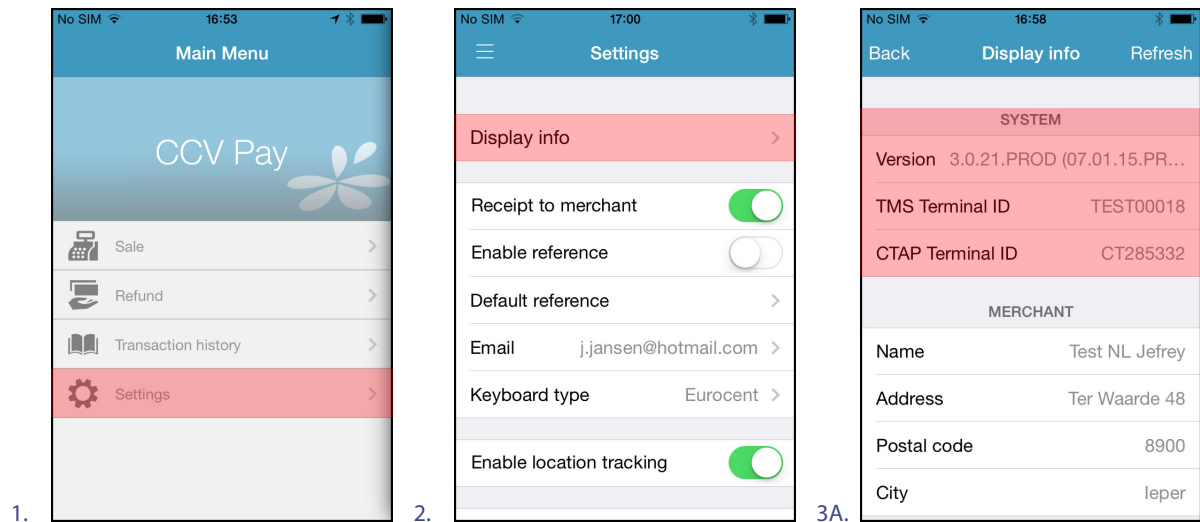 No SIM 16:53
Main Menu
CCV Pay
Sale
Refund
Transaction history
Settings
1.
No SIM 17:00
Settings
Display info
Receipt to merchant
Enable reference
Default reference
Email j.jansen@hotmail.com
Keyboard type Eurocent
Enable location tracking
2.
No SIM 16:58
Back Display info Refresh
SYSTEM
Version 3.0.21.PROD (07.01.15.PR...
TMS Terminal ID TEST00018
CTAP Terminal ID CT285332
MERCHANT
Name Test NL Jefrey
Address Ter Waarde 48
Postal code 8900
City Ieper
3A.